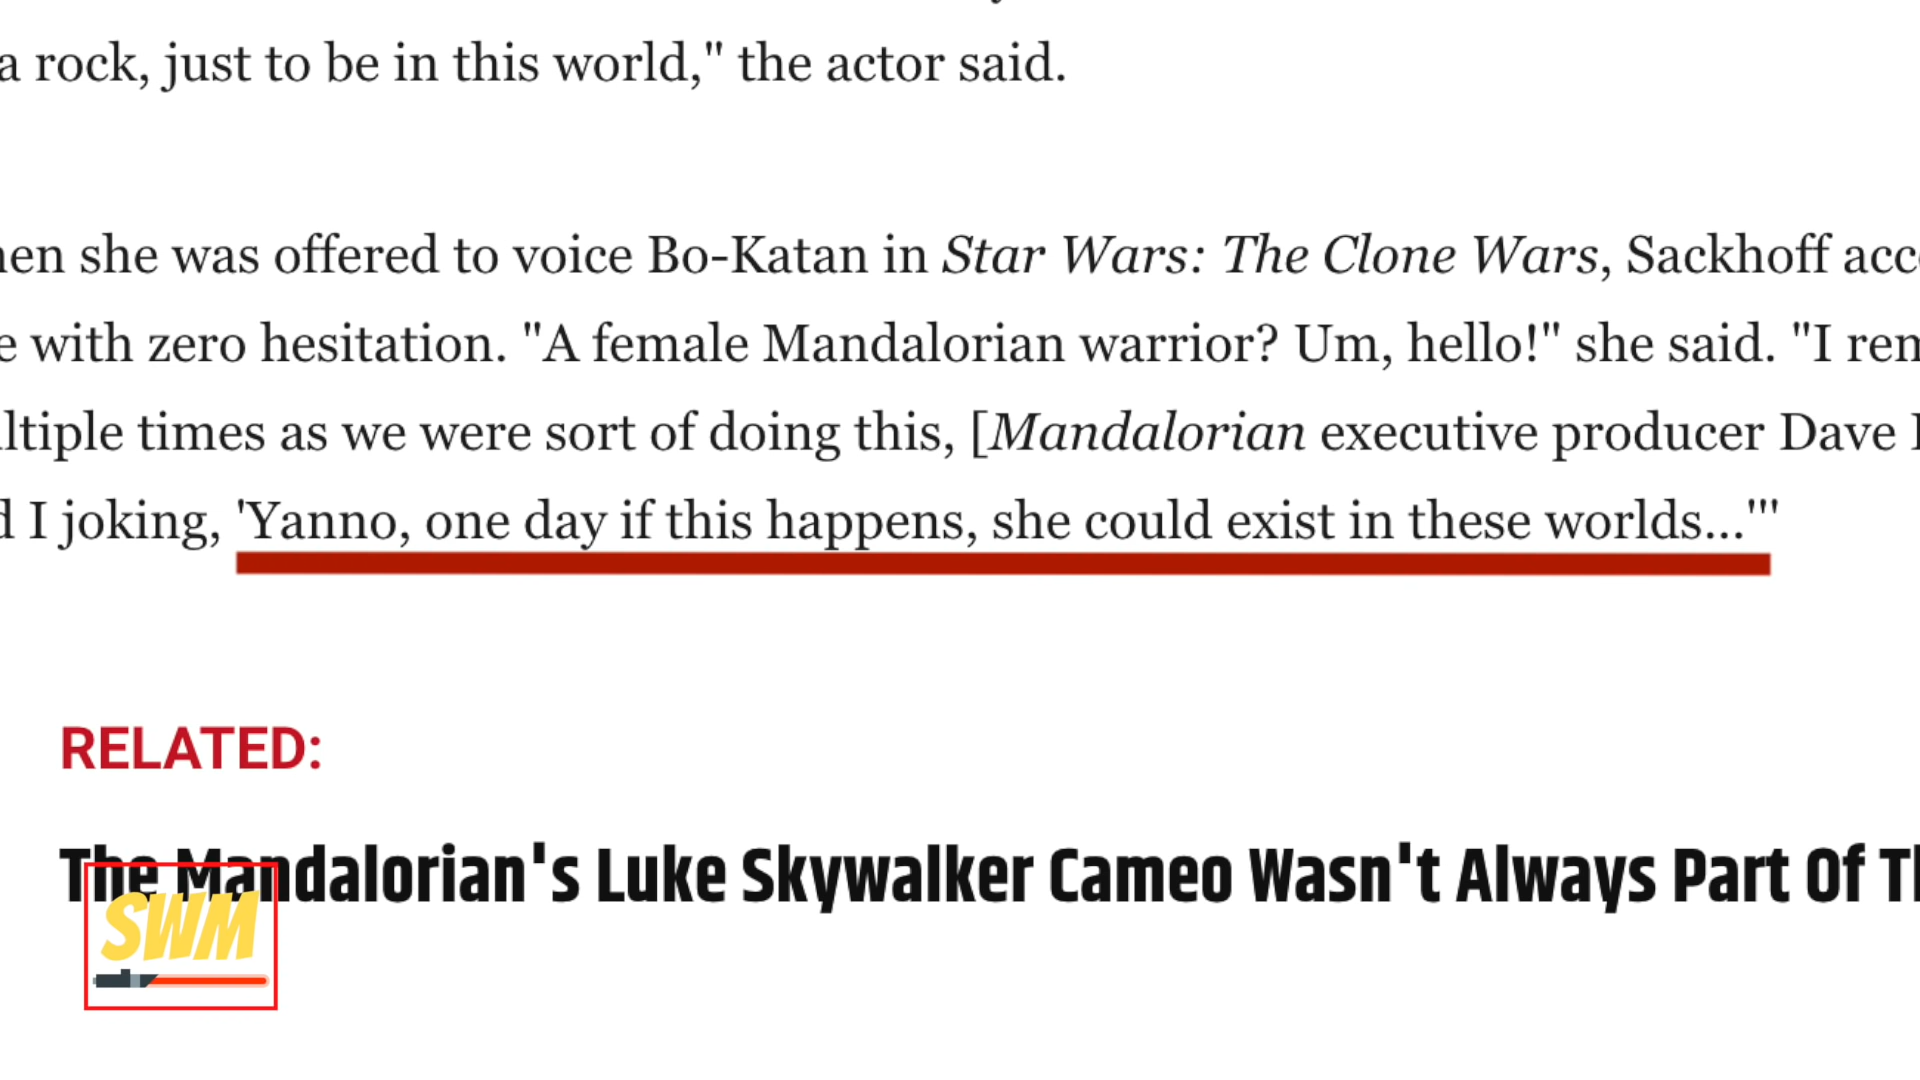 a rock, just to be in this world," the actor said.
en she was offered to voice Bo-Katan in Star Wars: The Clone Wars, Sackhoff acc
e with zero hesitation. "A female Mandalorian warrior? Um, hello!" she said. "I rem
ltiple times as we were sort of doing this, [Mandalorian executive producer Dave
d I joking, 'Yanno, one day if this happens, she could exist in these worlds...'"
RELATED:
The Mandalorian's Luke Skywalker Cameo Wasn't Always Part Of Th
SWM